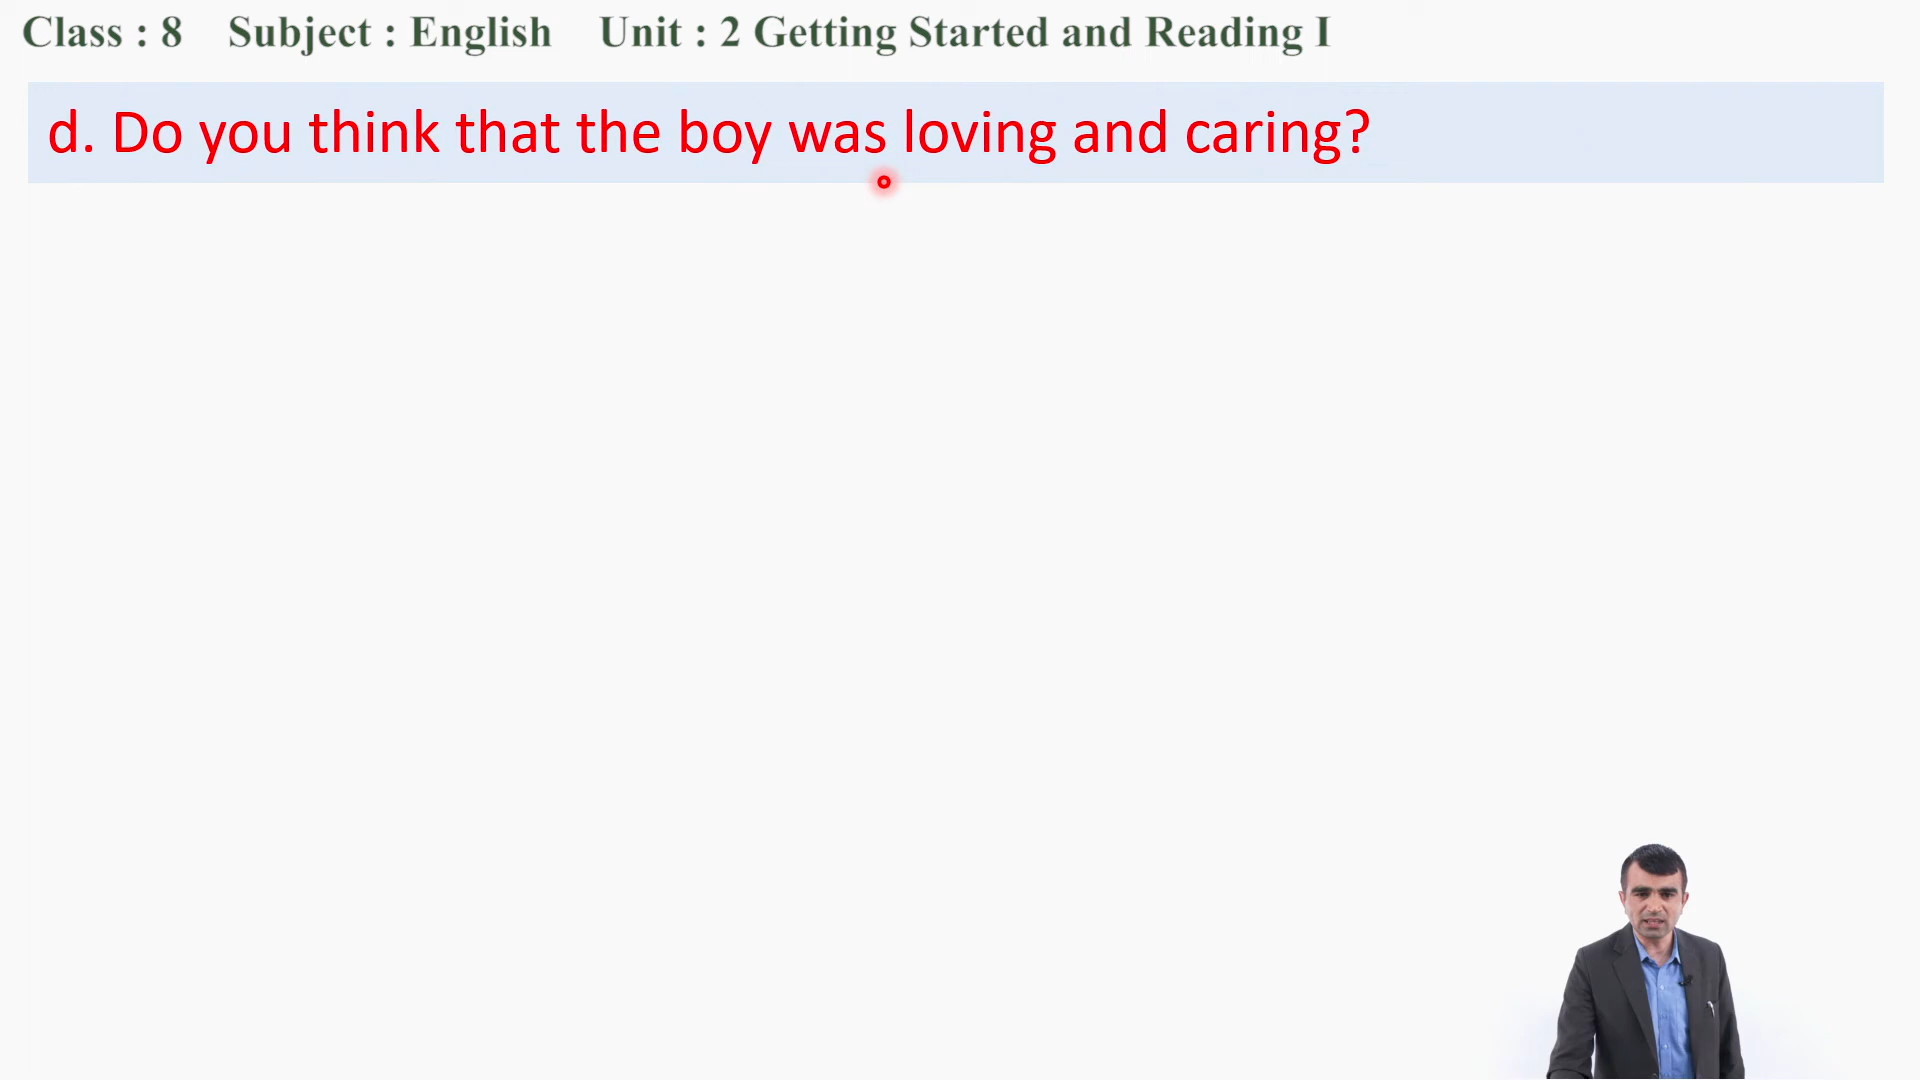 Class : 8 Subject : English Unit : 2 Getting Started and Reading I
d. Do you think that the boy was loving and caring?